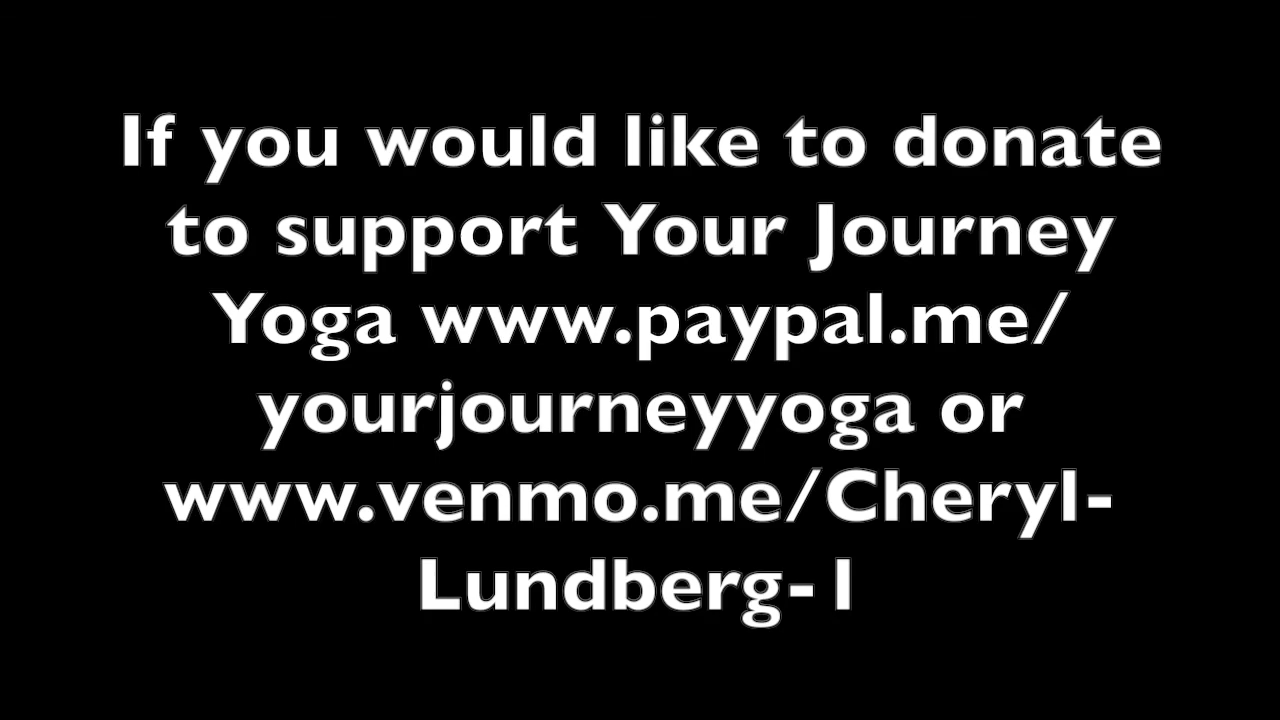 If you would like to donate
to support Your Journey
Yoga www.paypal.me/
yourjourneyyoga or
www.venmo.me/Cheryl-
Lundberg-1